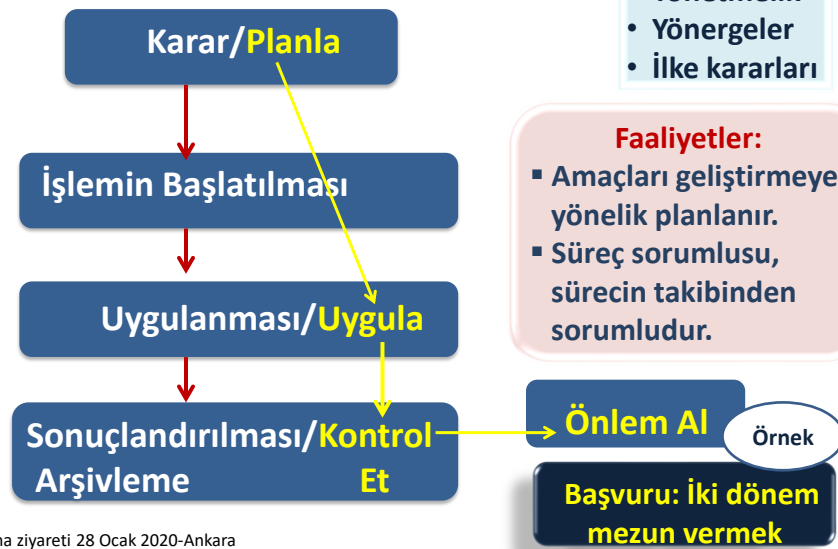 Karar/Planla
İşlemin Başlatılması
Uygulanması/Uygula
Sonuçlandırılması/Kontrol
Arşivleme Et
• Yönergeler
• İlke kararları
Faaliyetler:
▪ Amaçları geliştirmeye
yönelik planlanır.
▪ Süreç sorumlusu,
sürecin takibinden
sorumludur.
Önlem Al
Örnek
Başvuru: İki dönem
mezun vermek
ziyareti 28 Ocak 2020-Ankara